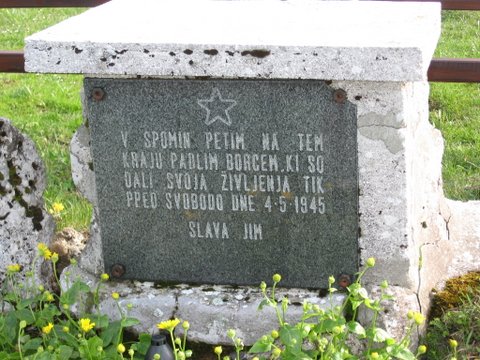 V SPOMIN PETIM NA TEM
KRAJU PADLIM BORCEM, KI SO
DALI SVOJA ŽIVLJENJA TIK
PPED SVOBODO DNE 4·5·1945
SLAVA JIM